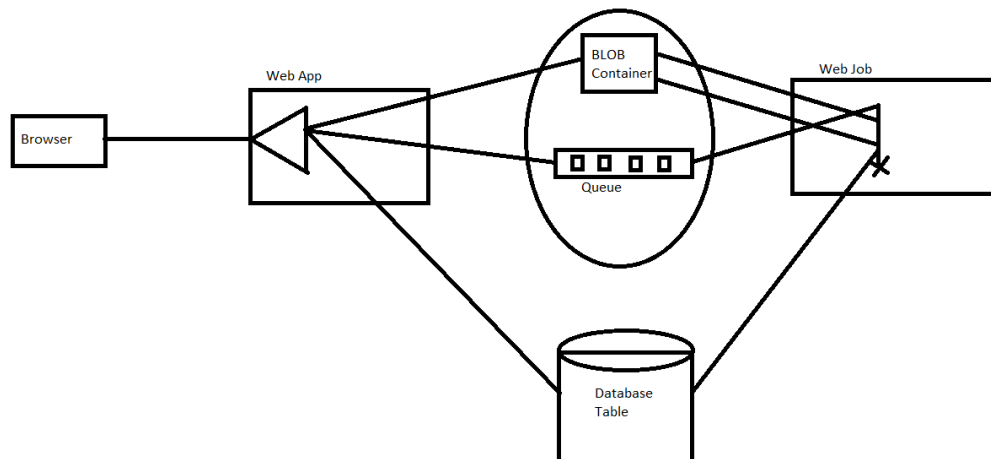 Browser
Web App
BLOB
Container
Queue
Web Job
Database
Table